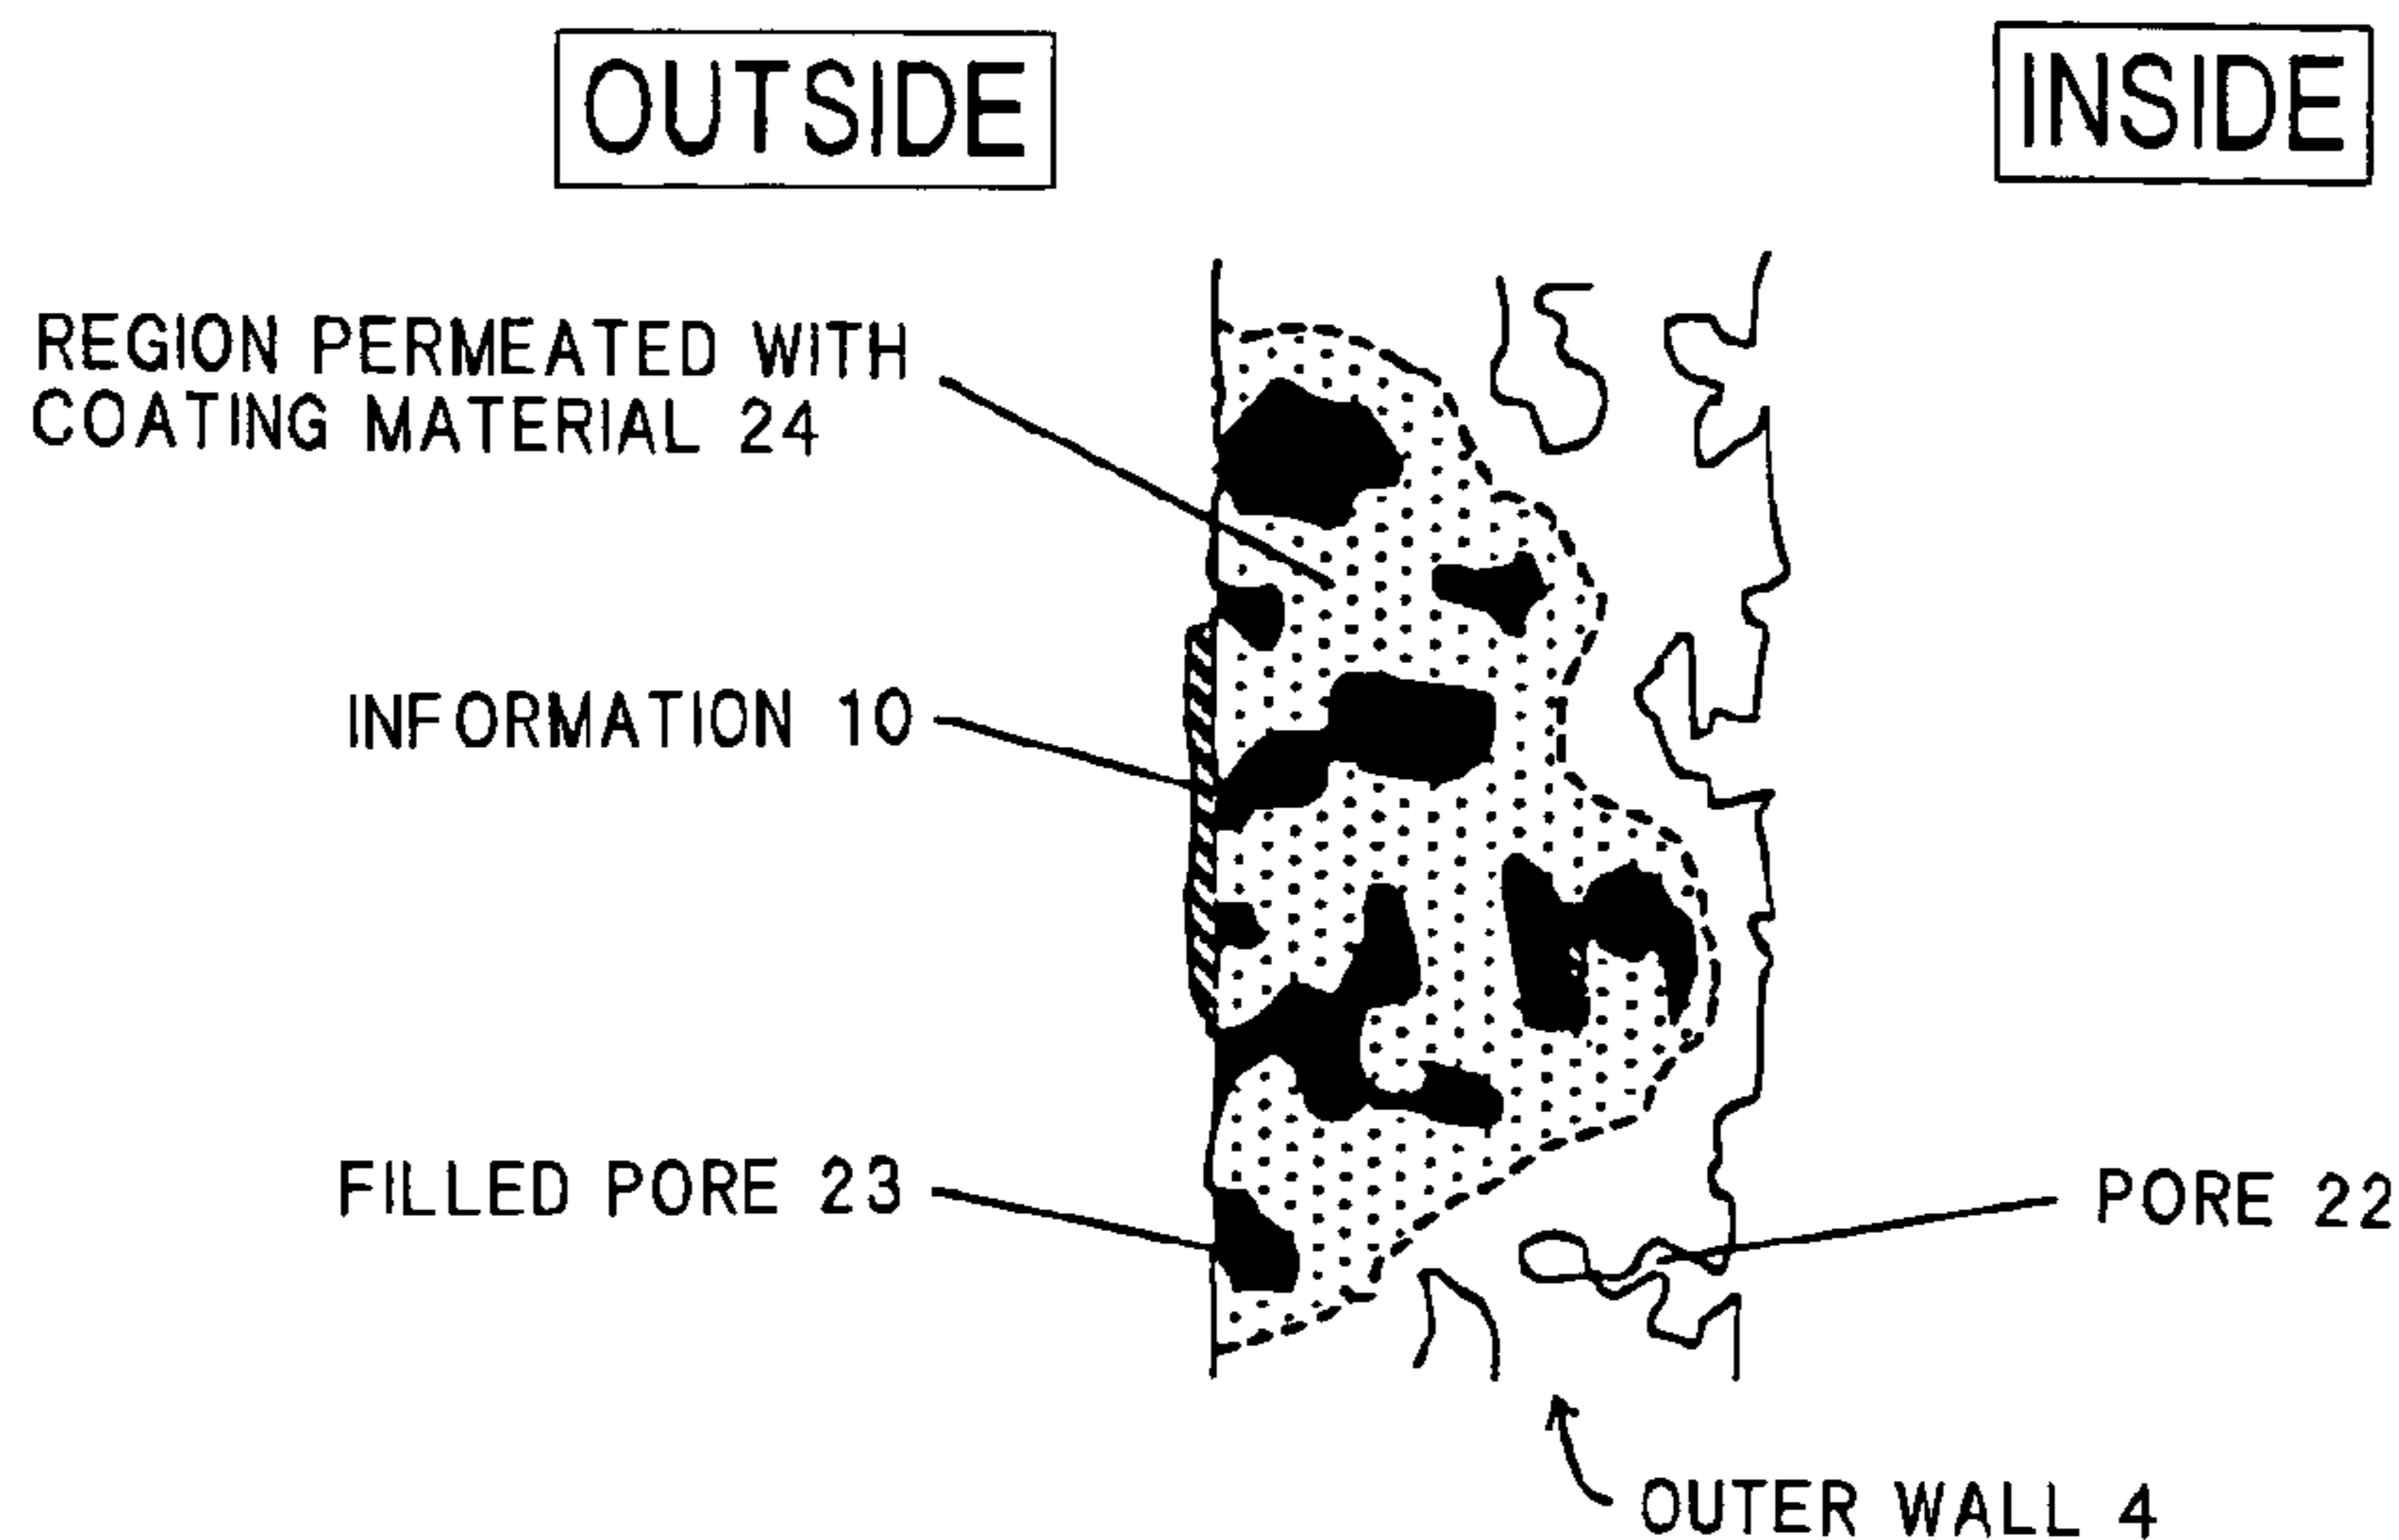 OUTSIDE
INSIDE
REGION PERMEATED WITH
COATING MATERIAL 24
INFORMATION 10
FILLED PORE 23
PORE 22
OUTER WALL 4